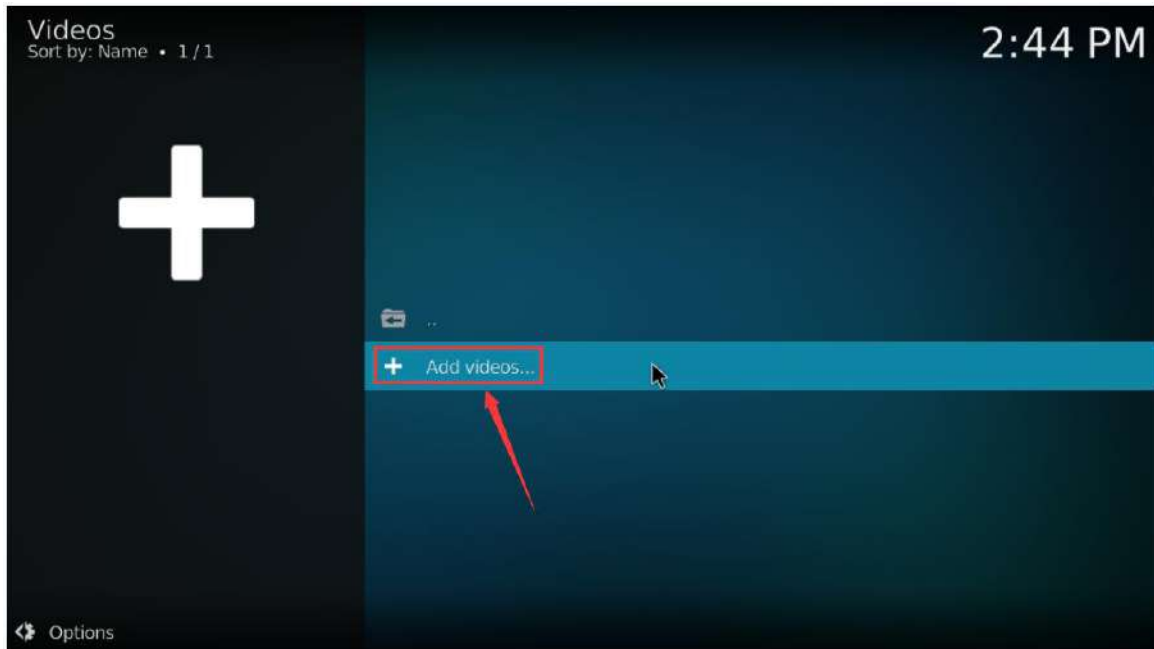 Videos
Sort by: Name • 1/1
2:44 PM
..
Add videos...
Options